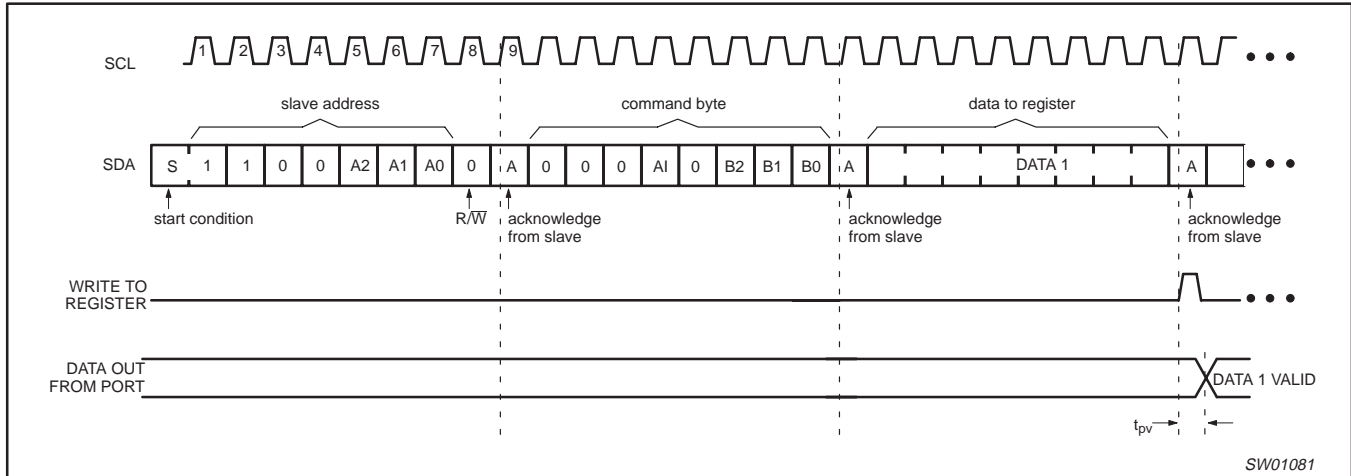 SCL
1 2 3 4 5 6 7 8 9
slave address
command byte
data to register
SDA
S 1 1 0 0 A2 A1 A0 0 A 0 0 0 AI 0 B2 B1 B0 A DATA 1 A
start condition
R/W̅
acknowledge
from slave
acknowledge
from slave
acknowledge
from slave
WRITE TO
REGISTER
DATA OUT
FROM PORT
DATA 1 VALID
tpv
SW01081